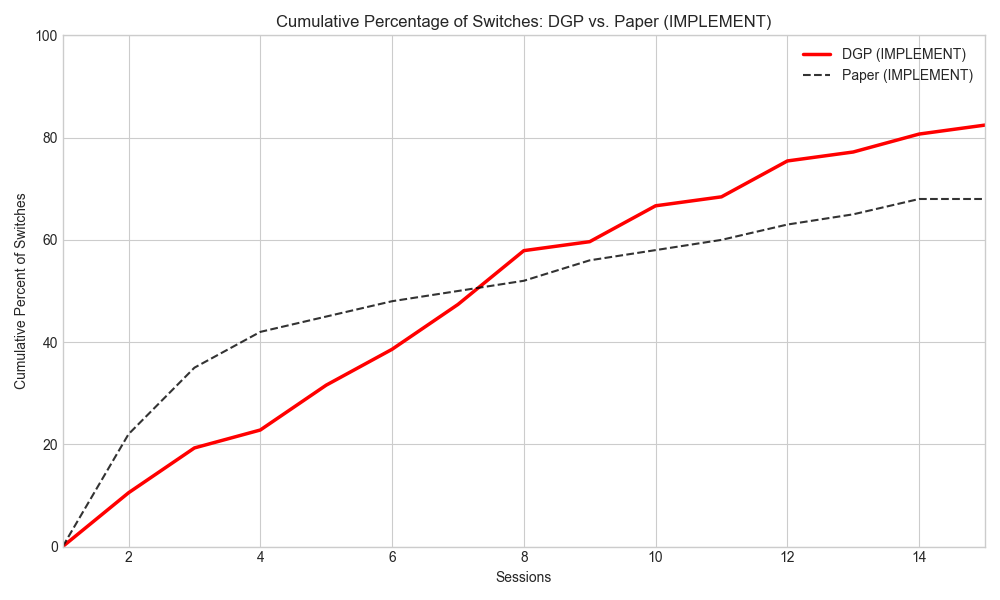 Cumulative Percentage of Switches: DGP vs. Paper (IMPLEMENT)
DGP (IMPLEMENT)
Paper (IMPLEMENT)
Cumulative Percent of Switches
100
80
60
40
20
0
2 4 6 8 10 12 14
Sessions